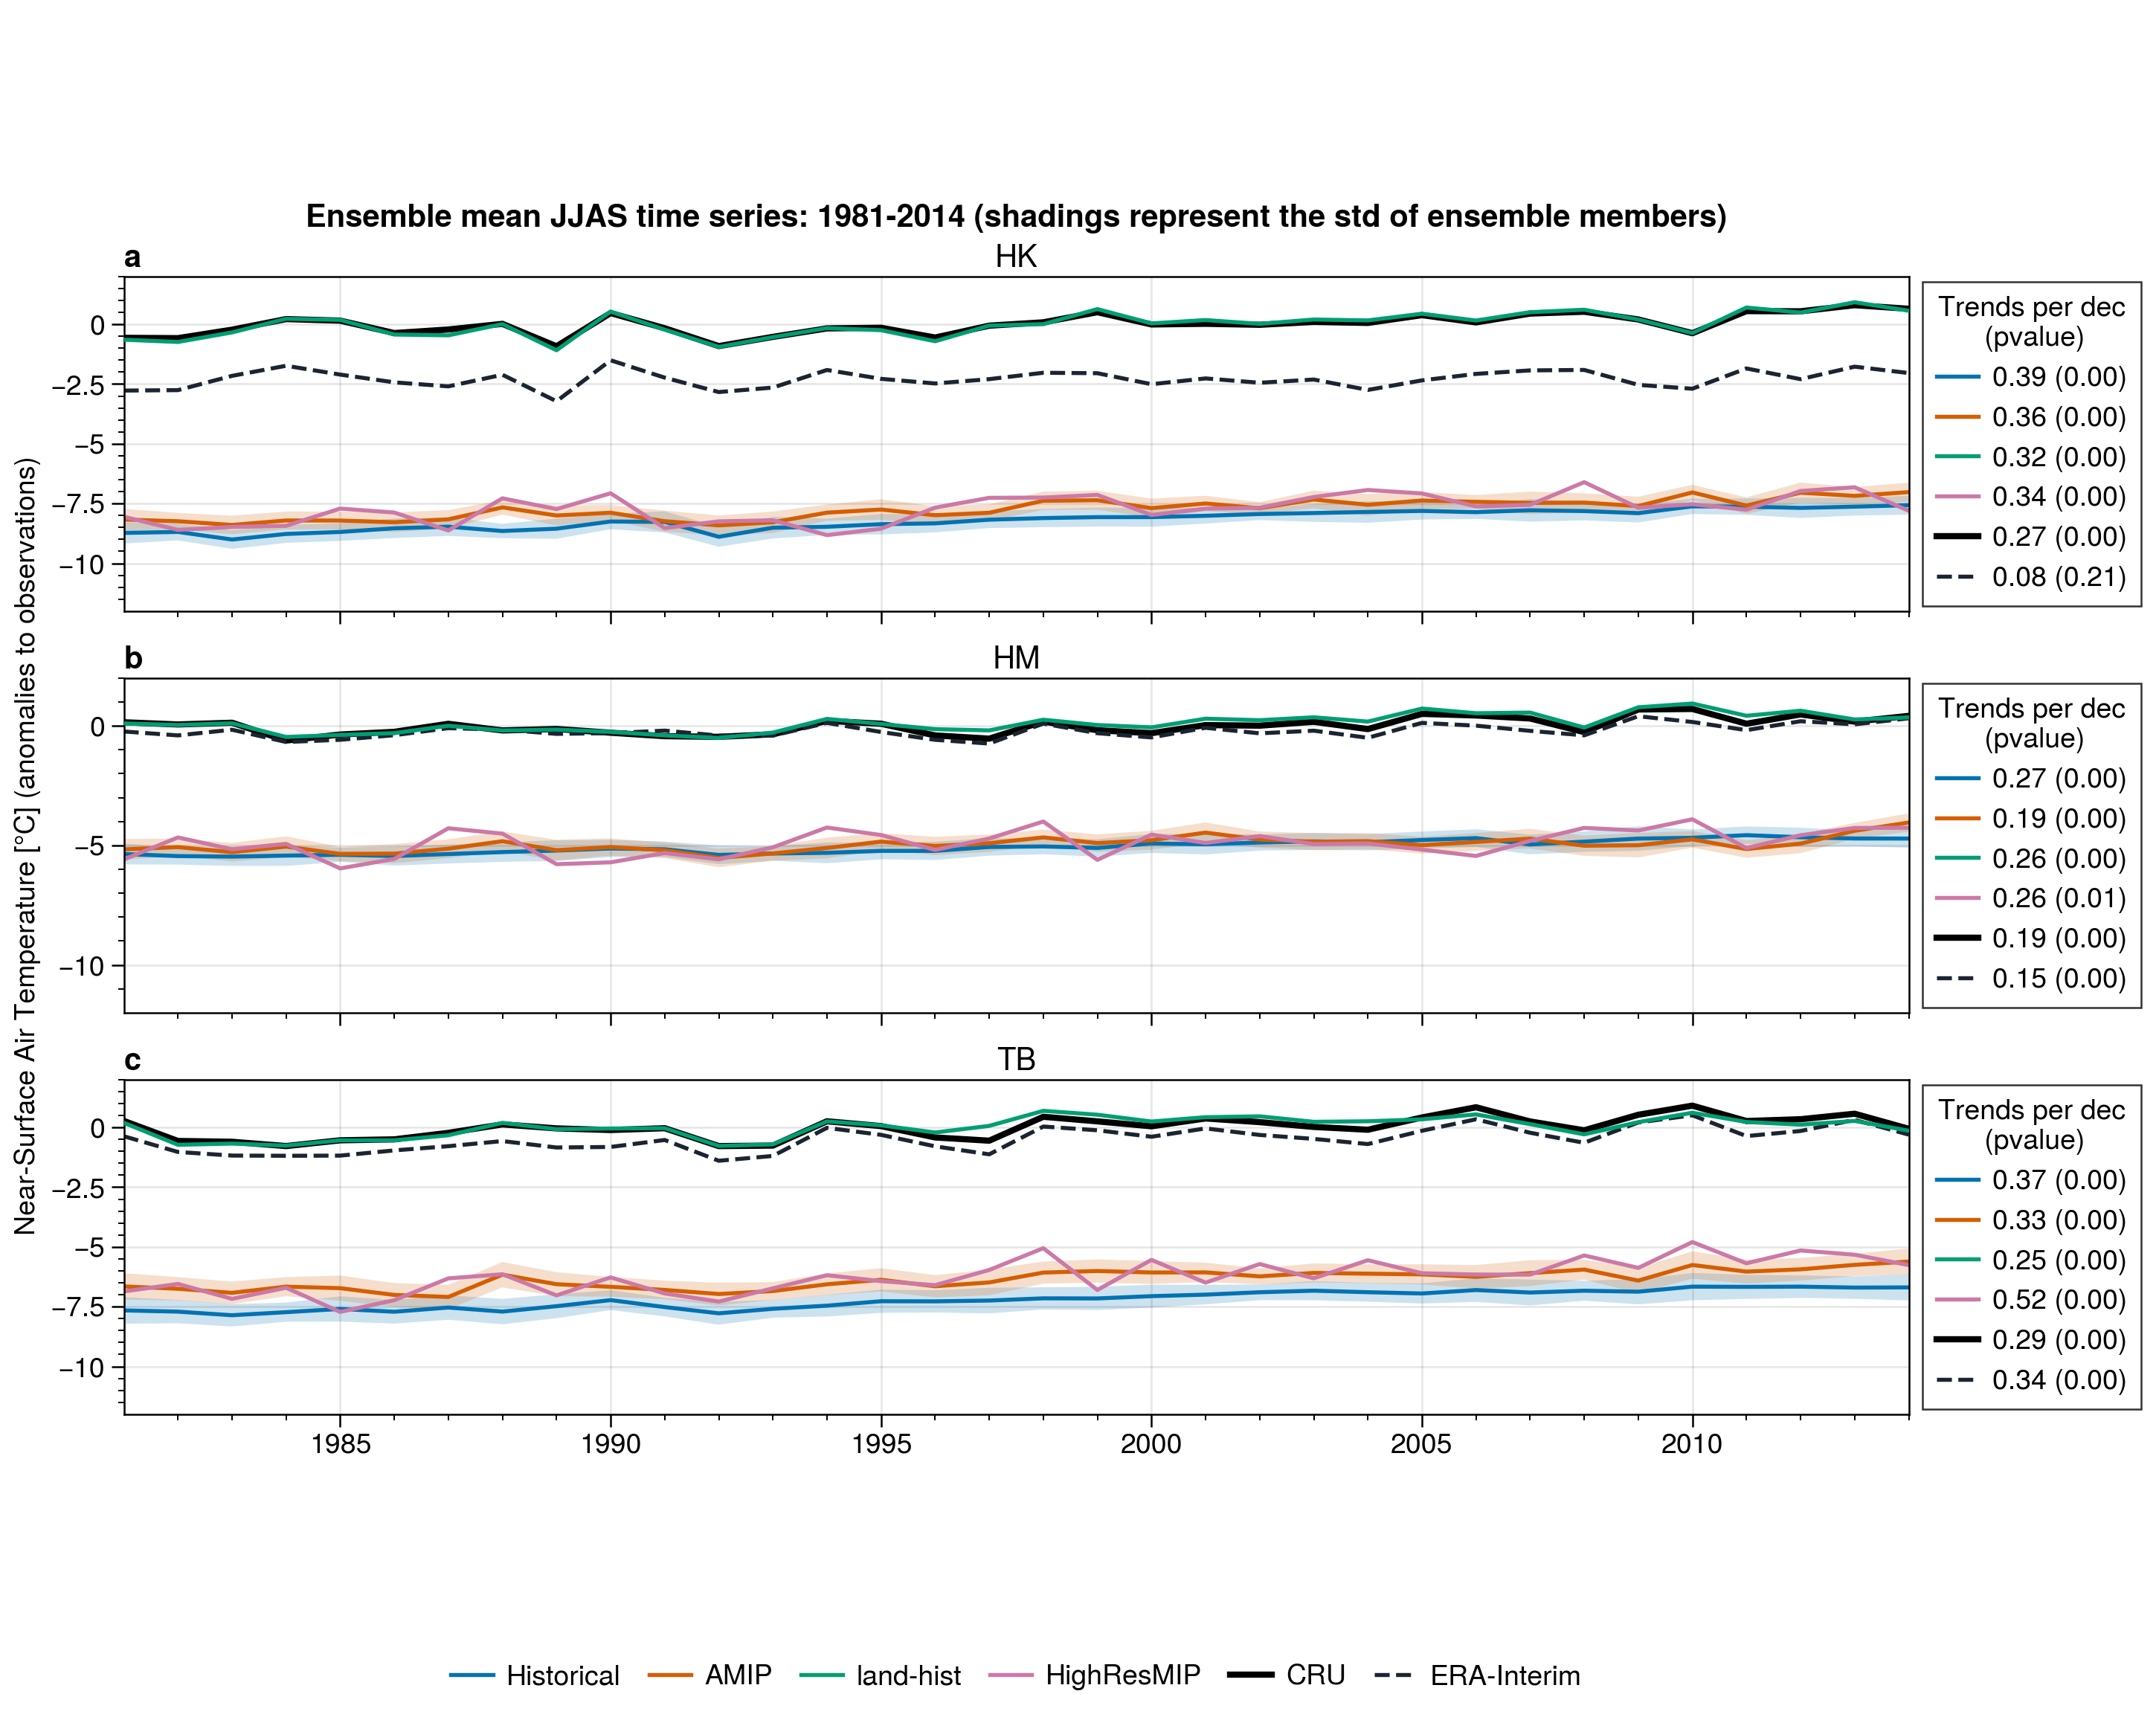 Ensemble mean JJAS time series: 1981-2014 (shadings represent the std of ensemble members)
Near-Surface Air Temperature [°C] (anomalies to observations)
a
HK
0
−2.5
−5
−7.5
−10
Trends per dec
(pvalue)
0.39 (0.00)
0.36 (0.00)
0.32 (0.00)
0.34 (0.00)
0.27 (0.00)
0.08 (0.21)
b
HM
0
−5
−10
Trends per dec
(pvalue)
0.27 (0.00)
0.19 (0.00)
0.26 (0.00)
0.26 (0.01)
0.19 (0.00)
0.15 (0.00)
c
TB
0
−2.5
−5
−7.5
−10
Trends per dec
(pvalue)
0.37 (0.00)
0.33 (0.00)
0.25 (0.00)
0.52 (0.00)
0.29 (0.00)
0.34 (0.00)
1985 1990 1995 2000 2005 2010
Historical AMIP land-hist HighResMIP CRU ERA-Interim